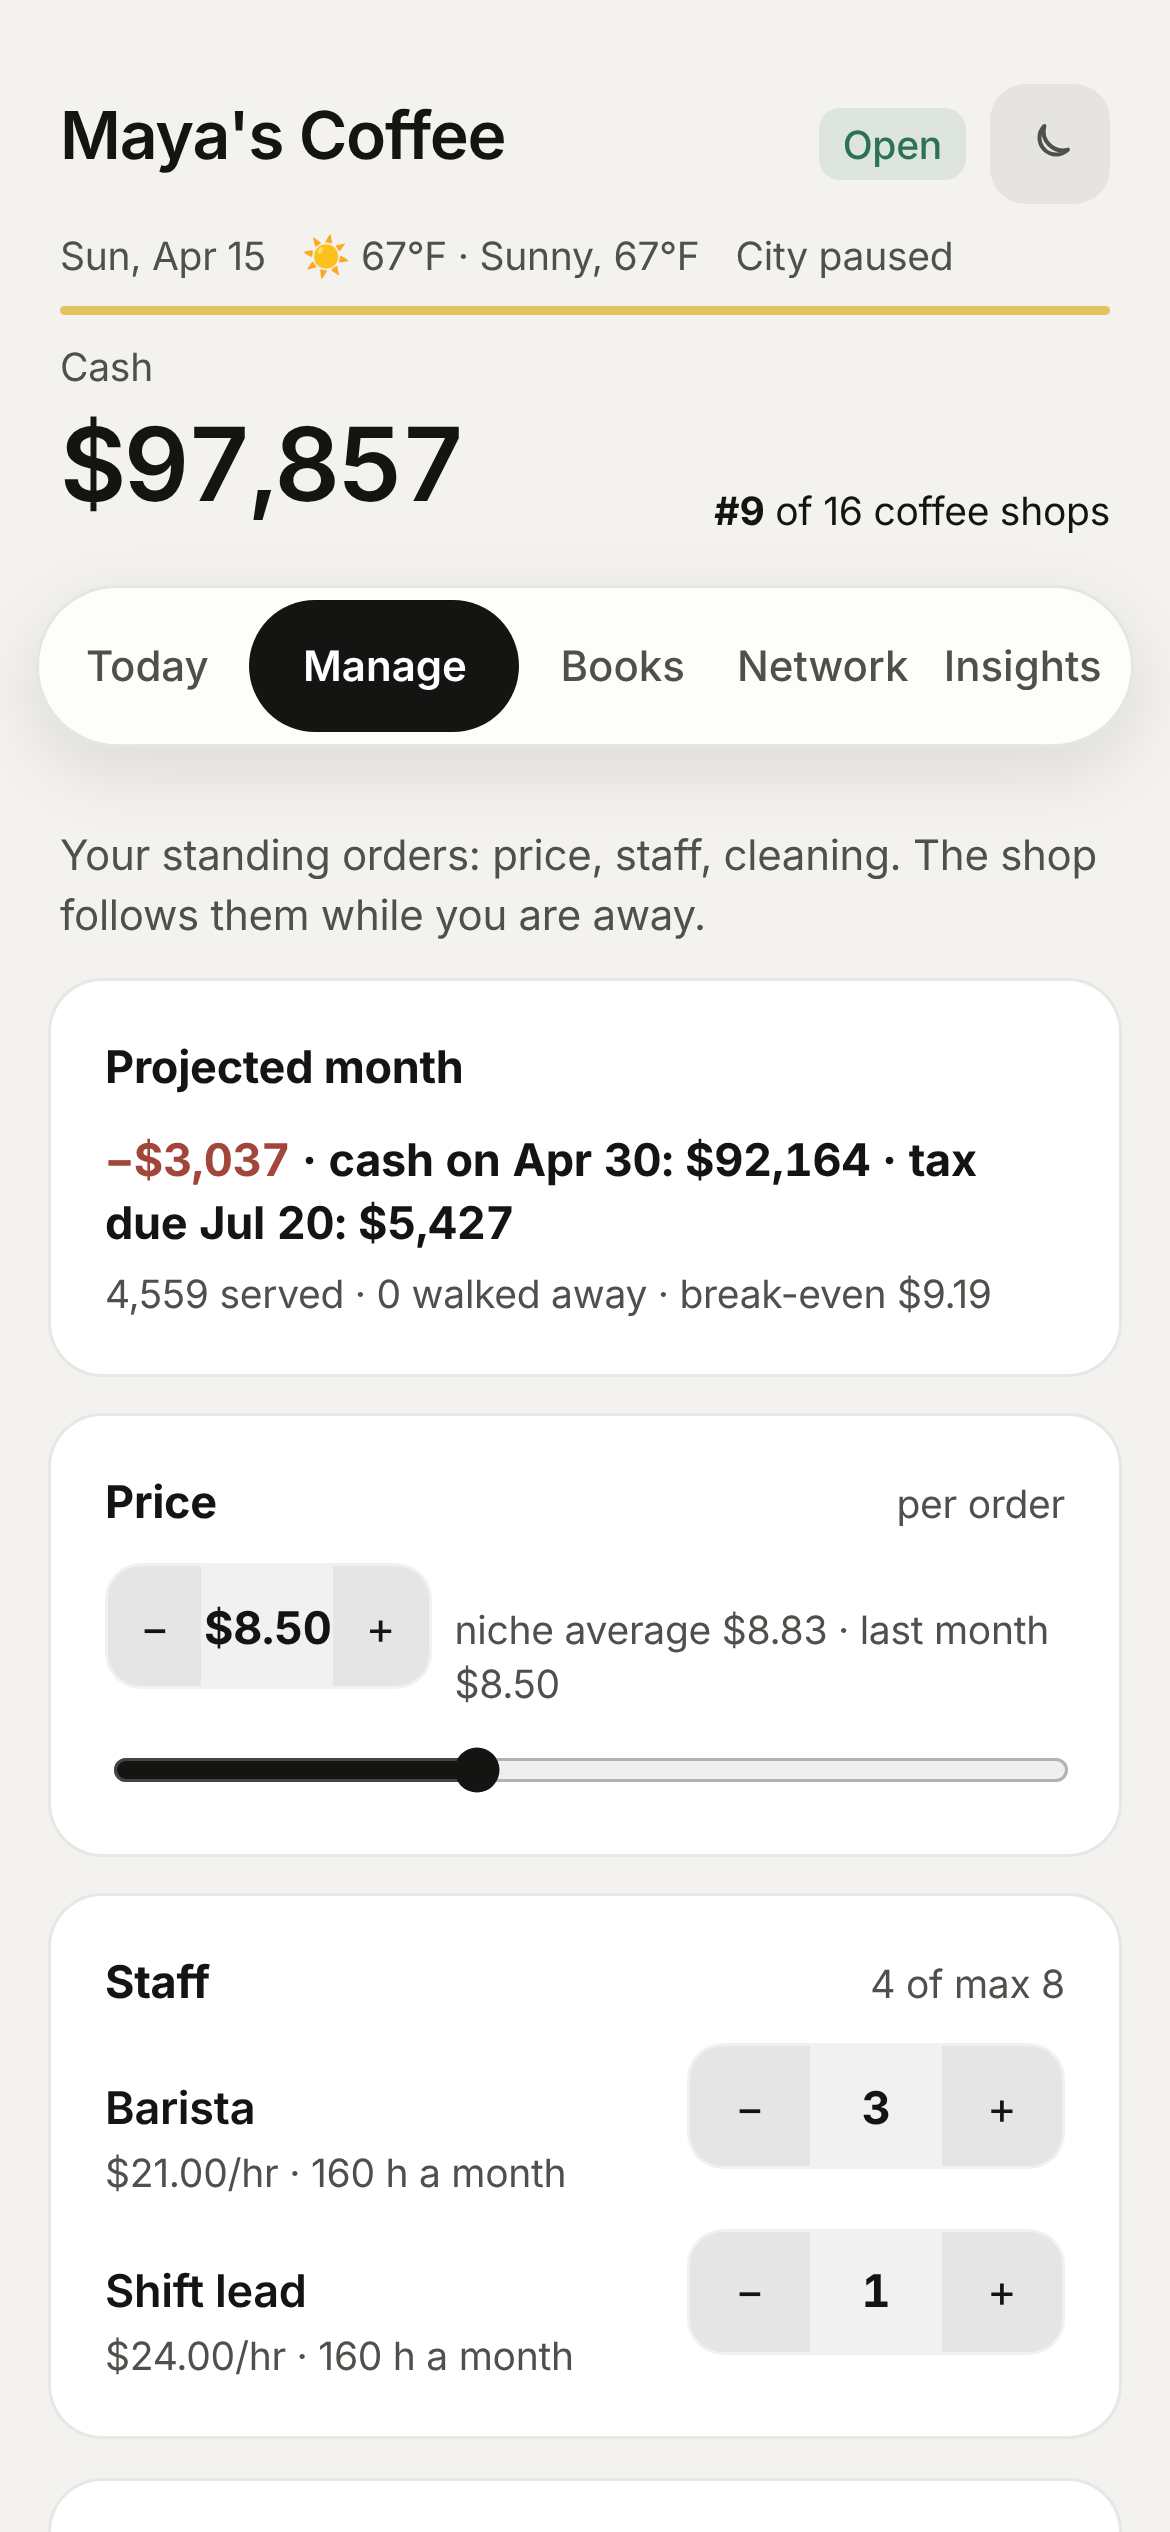 Maya's Coffee
Open
Sun, Apr 15 ☀️ 67°F · Sunny, 67°F City paused
Cash
$97,857
#9 of 16 coffee shops
Today Manage Books Network Insights
Your standing orders: price, staff, cleaning. The shop
follows them while you are away.
Projected month
−$3,037 · cash on Apr 30: $92,164 · tax
due Jul 20: $5,427
4,559 served · 0 walked away · break-even $9.19
Price per order
− $8.50 + niche average $8.83 · last month
$8.50
Staff 4 of max 8
Barista − 3 +
$21.00/hr · 160 h a month
Shift lead − 1 +
$24.00/hr · 160 h a month